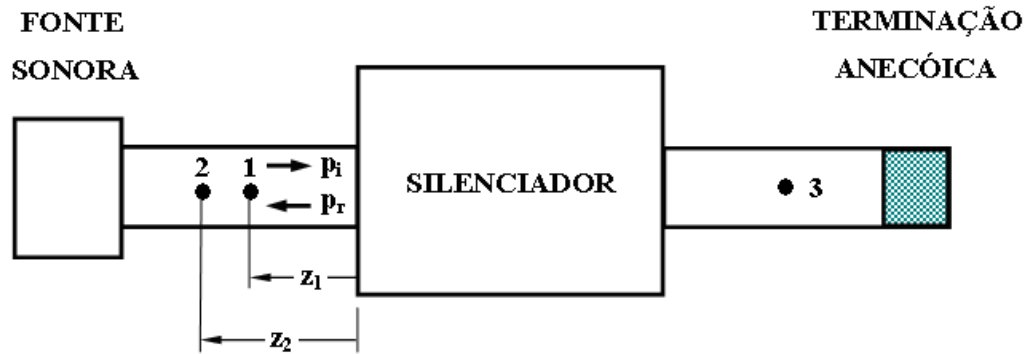 FONTE
SONORA
TERMINAÇÃO
ANECÓICA
2 1 pi
pr
SILENCIADOR
3
z1
z2